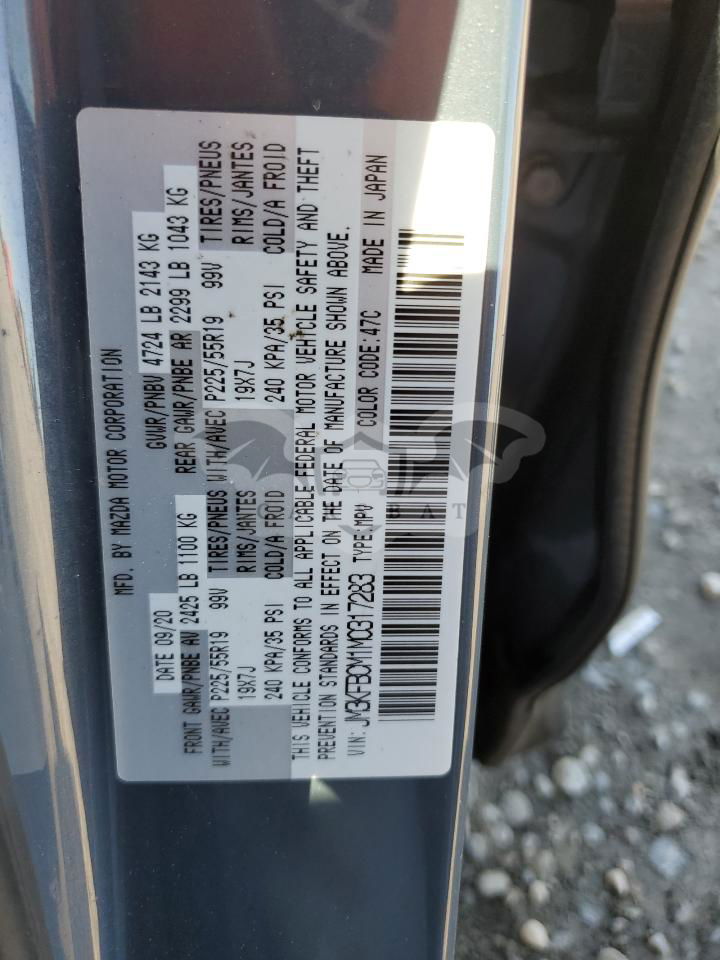 MFD. BY MAZDA MOTOR CORPORATION
DATE 09/20 GVWR/PNBV 4724 LB 2143 KG
FRONT GAWR/PNBE AV 2425 LB 1100 KG REAR GAWR/PNBE AR 2299 LB 1043 KG
WITH/AVEC P225/55R19 99V TIRES/PNEUS WITH/AVEC P225/55R19 99V TIRES/PNEUS
19X7J RIMS/JANTES 19X7J RIMS/JANTES
240 KPA/35 PSI COLD/A FROID 240 KPA/35 PSI COLD/A FROID
THIS VEHICLE CONFORMS TO ALL APPLICABLE FEDERAL MOTOR VEHICLE SAFETY AND THEFT
PREVENTION STANDARDS IN EFFECT ON THE DATE OF MANUFACTURE SHOWN ABOVE.
VIN: JM3KFBCM1M0317283 TYPE:MPV COLOR CODE:47C MADE IN JAPAN